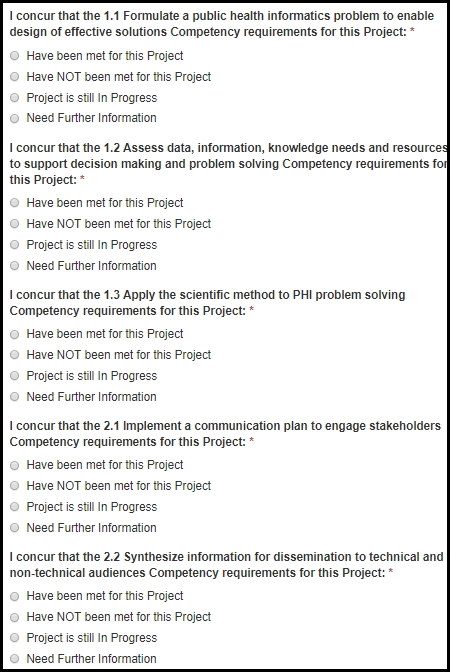 I concur that the 1.1 Formulate a public health informatics problem to enable
design of effective solutions Competency requirements for this Project: *
Have been met for this Project
Have NOT been met for this Project
Project is still In Progress
Need Further Information
I concur that the 1.2 Assess data, information, knowledge needs and resources
to support decision making and problem solving Competency requirements for
this Project: *
Have been met for this Project
Have NOT been met for this Project
Project is still In Progress
Need Further Information
I concur that the 1.3 Apply the scientific method to PHI problem solving
Competency requirements for this Project: *
Have been met for this Project
Have NOT been met for this Project
Project is still In Progress
Need Further Information
I concur that the 2.1 Implement a communication plan to engage stakeholders
Competency requirements for this Project: *
Have been met for this Project
Have NOT been met for this Project
Project is still In Progress
Need Further Information
I concur that the 2.2 Synthesize information for dissemination to technical and
non-technical audiences Competency requirements for this Project: *
Have been met for this Project
Have NOT been met for this Project
Project is still In Progress
Need Further Information